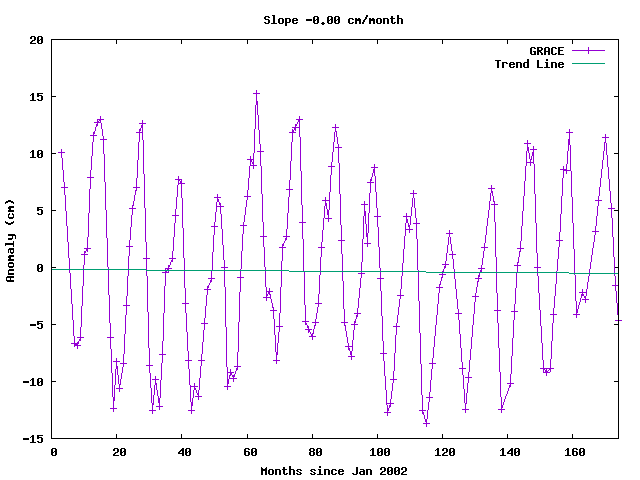 Slope -0.00 cm/month
GRACE
Trend Line
Anomaly (cm)
20
15
10
5
0
-5
-10
-15
0 20 40 60 80 100 120 140 160
Months since Jan 2002